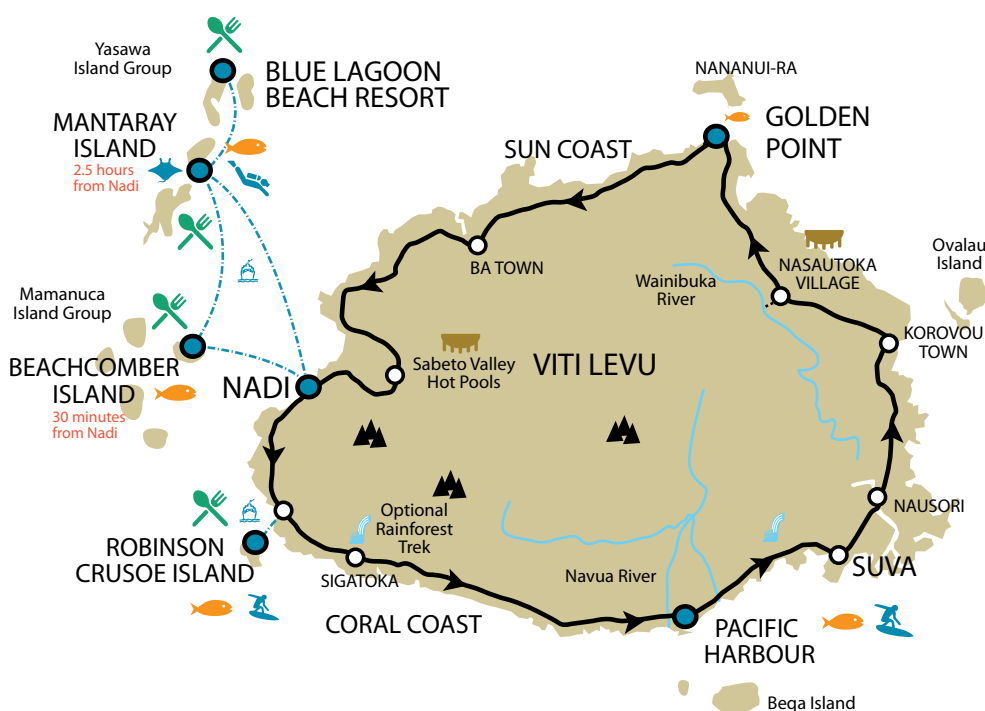 Yasawa
Island Group
BLUE LAGOON
BEACH RESORT
MANTARAY
ISLAND
2.5 hours
from Nadi
NANANUI-RA
GOLDEN
POINT
SUN COAST
BA TOWN
Wainibuka
River
NASAUTOKA
VILLAGE
Ovalau
Island
KOROVOU
TOWN
Mamanuca
Island Group
BEACHCOMBER
ISLAND
30 minutes
from Nadi
NADI
Sabeto Valley
Hot Pools
VITI LEVU
Optional
Rainforest
Trek
NAUSORI
ROBINSON
CRUSOE ISLAND
SIGATOKA
Navua River
SUVA
CORAL COAST
PACIFIC
HARBOUR
Beqa Island